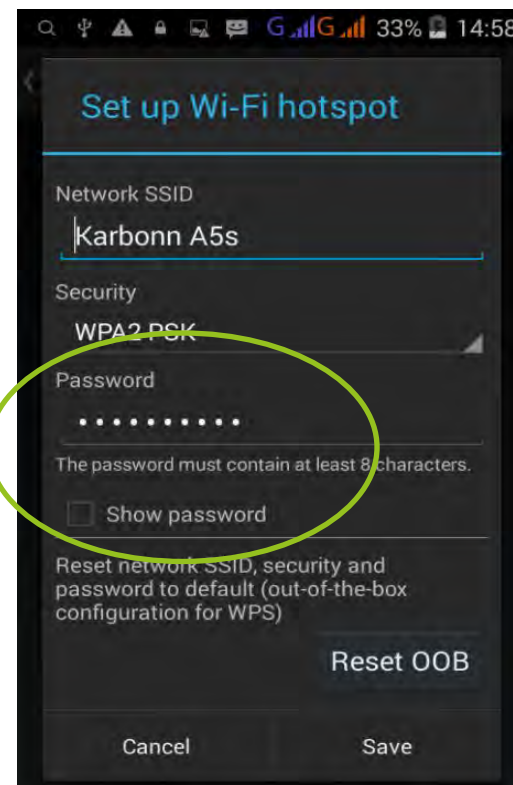 G G 33% 14:58
Set up Wi-Fi hotspot
Network SSID
Karbonn A5s
Security
WPA2 PSK
Password
••••••••••
The password must contain at least 8 characters.
Show password
Reset network SSID, security and
password to default (out-of-the-box
configuration for WPS)
Reset OOB
Cancel Save